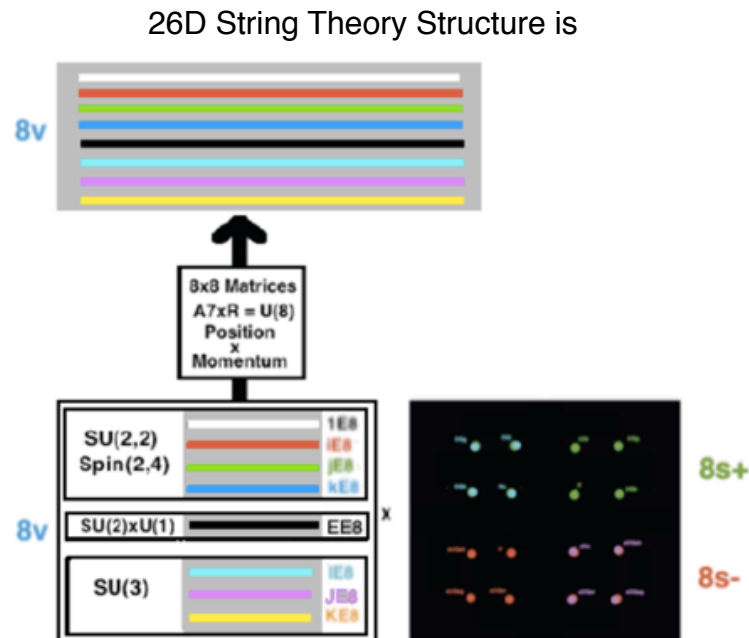 26D String Theory Structure is
8v
8x8 Matrices
A7xR = U(8)
Position
x
Momentum
SU(2,2)
Spin(2,4)
1E8
iE8
jE8
kE8
8v
SU(2)xU(1)
EE8
SU(3)
IE8
JE8
KE8
x
8s+
8s-